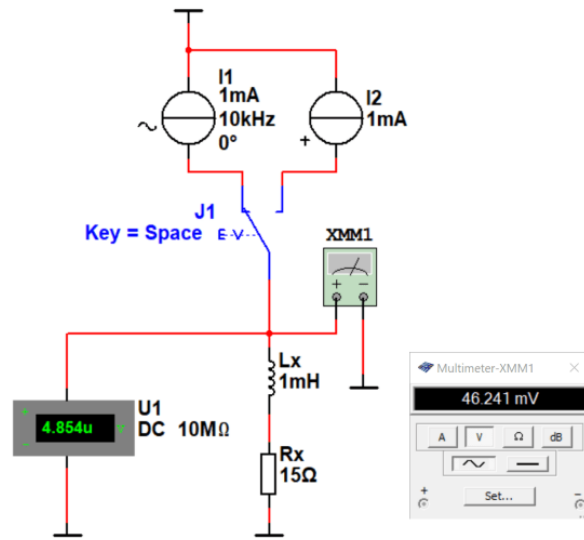 I1
1mA
10kHz
0°
I2
1mA
+
J1
Key = Space
XMM1
+ −
Lx
1mH
Multimeter-XMM1 ×
46.241 mV
U1
DC 10MΩ
4.854u V
A V Ω dB
Rx
15Ω
+ Set... −